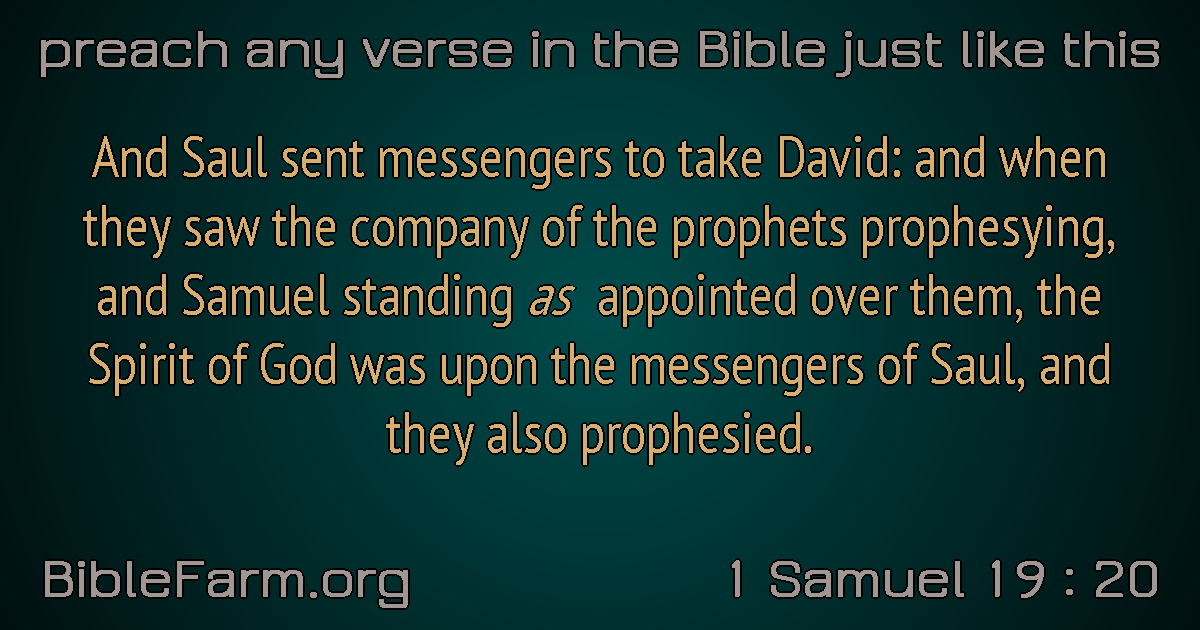 preach any verse in the Bible just like this
And Saul sent messengers to take David: and when
they saw the company of the prophets prophesying,
and Samuel standing as appointed over them, the
Spirit of God was upon the messengers of Saul, and
they also prophesied.
BibleFarm.org
1 Samuel 19 : 20